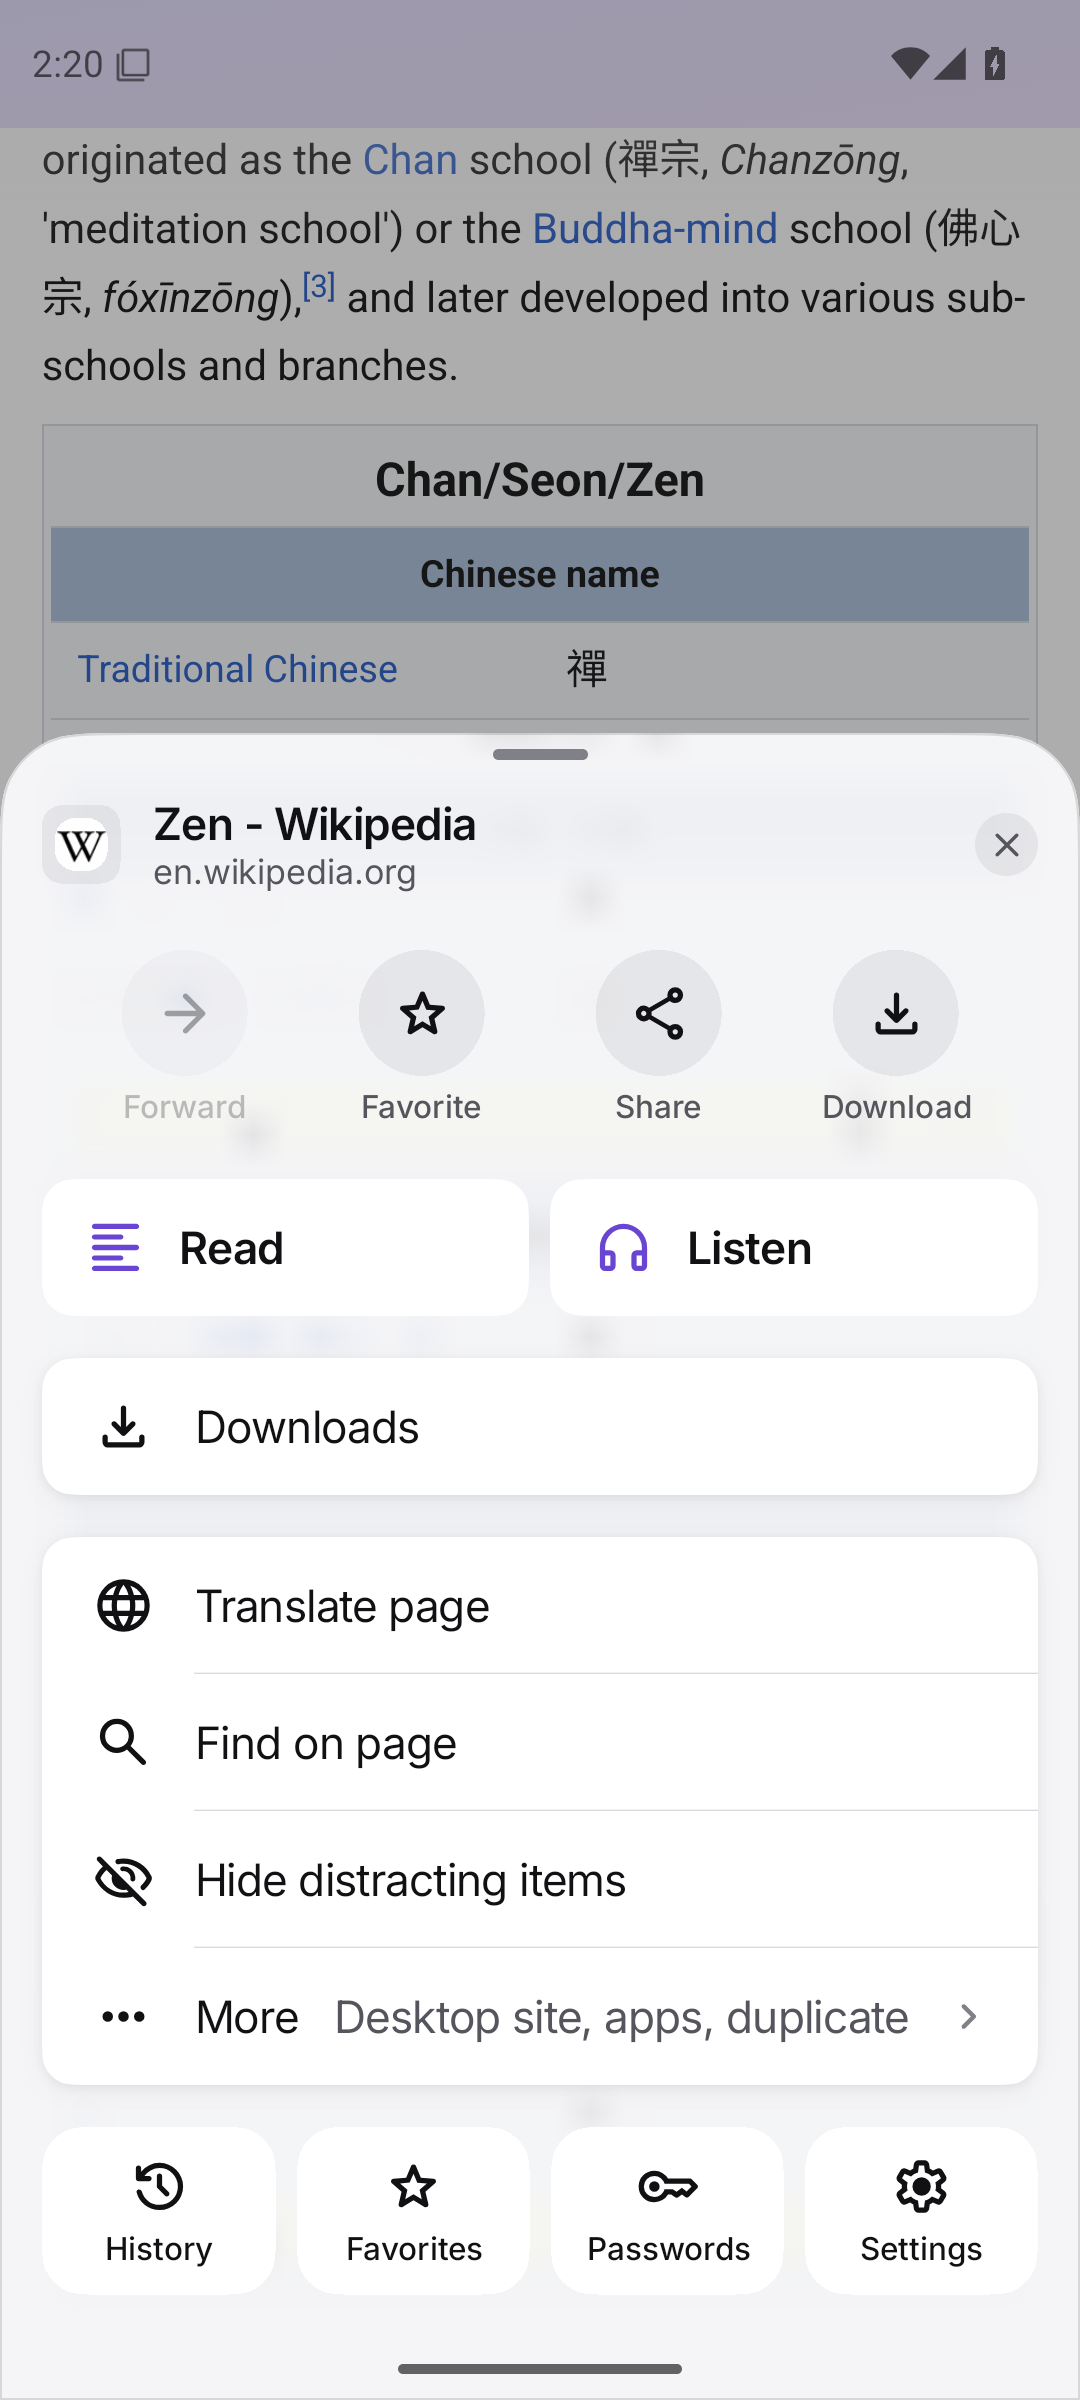 2:20
originated as the Chan school (禪宗, Chanzōng,
'meditation school') or the Buddha-mind school (佛心
宗, fóxīnzōng),[3] and later developed into various sub-
schools and branches.
Chan/Seon/Zen
Chinese name
Traditional Chinese 禪
W
Zen - Wikipedia
en.wikipedia.org
Forward Favorite Share Download
Read Listen
Downloads
Translate page
Find on page
Hide distracting items
More Desktop site, apps, duplicate
History Favorites Passwords Settings